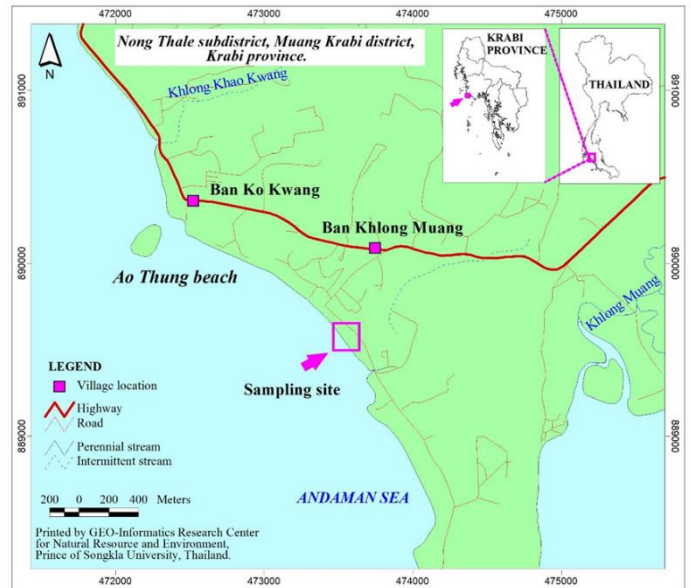 472000
473000
474000
475000
N
Nong Thale subdistrict, Muang Krabi district,
Krabi province.
KRABI
PROVINCE
THAILAND
891000
891000
Khlong Khao Kwang
Ban Ko Kwang
Ban Khlong Muang
890000
890000
Ao Thung beach
Khlong Muang
Sampling site
LEGEND
Village location
Highway
Road
Perennial stream
Intermittent stream
889000
889000
200 0 200 400 Meters
ANDAMAN SEA
Printed by GEO-Informatics Research Center
for Natural Resource and Environment,
Prince of Songkla University, Thailand.
472000
473000
474000
475000